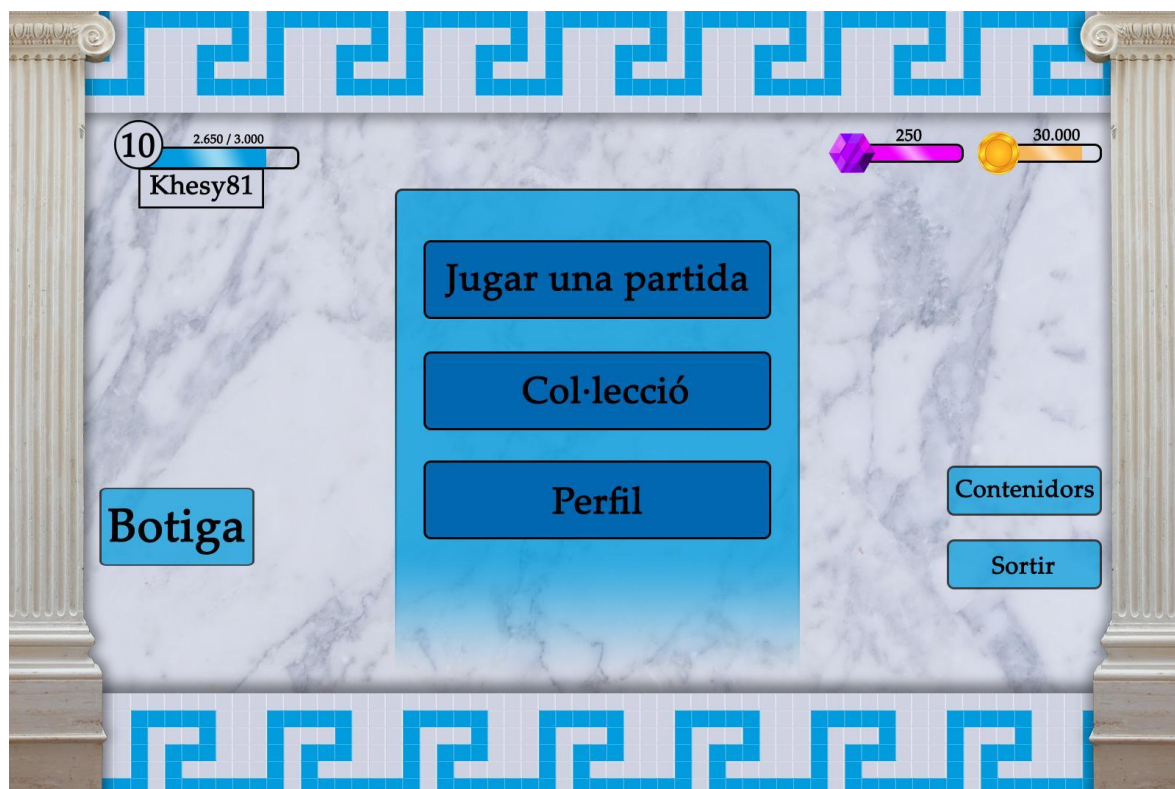 10
2.650 / 3.000
250
30.000
Khesy81
Jugar una partida
Col·lecció
Perfil
Botiga
Contenidors
Sortir